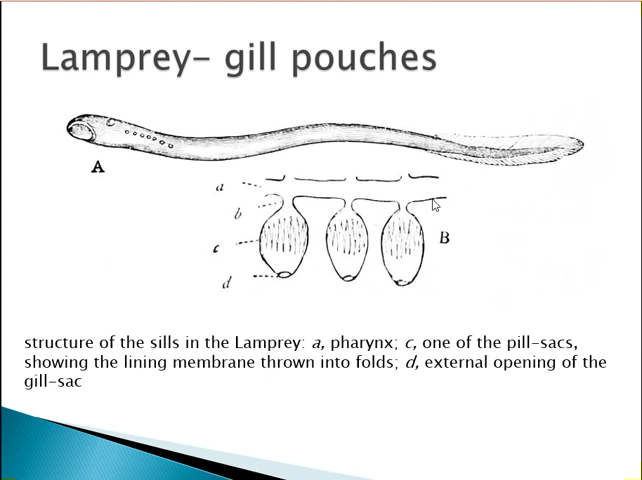 Lamprey- gill pouches
A
a
b
c
B
d
structure of the sills in the Lamprey: a, pharynx; c, one of the pill-sacs,
showing the lining membrane thrown into folds; d, external opening of the
gill-sac